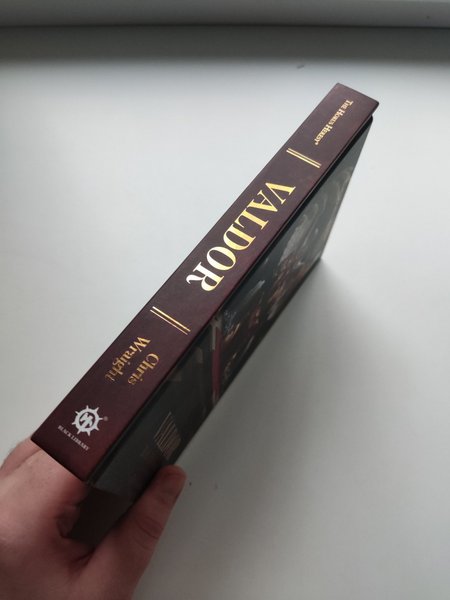 THE HORUS HERESY®
VALDOR
Chris
Wraight
BLACK LIBRARY